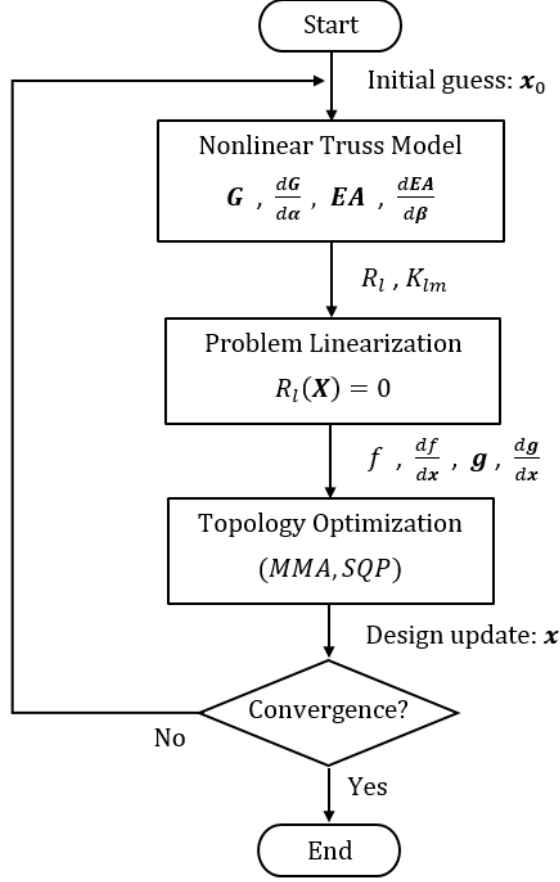 Start
Initial guess: x₀
Nonlinear Truss Model
G , dG/dα , EA , dEA/dβ
Rₗ , Kₗₘ
Problem Linearization
Rₗ(X) = 0
f , df/dx , g , dg/dx
Topology Optimization
(MMA, SQP)
Design update: x
Convergence?
No
Yes
End